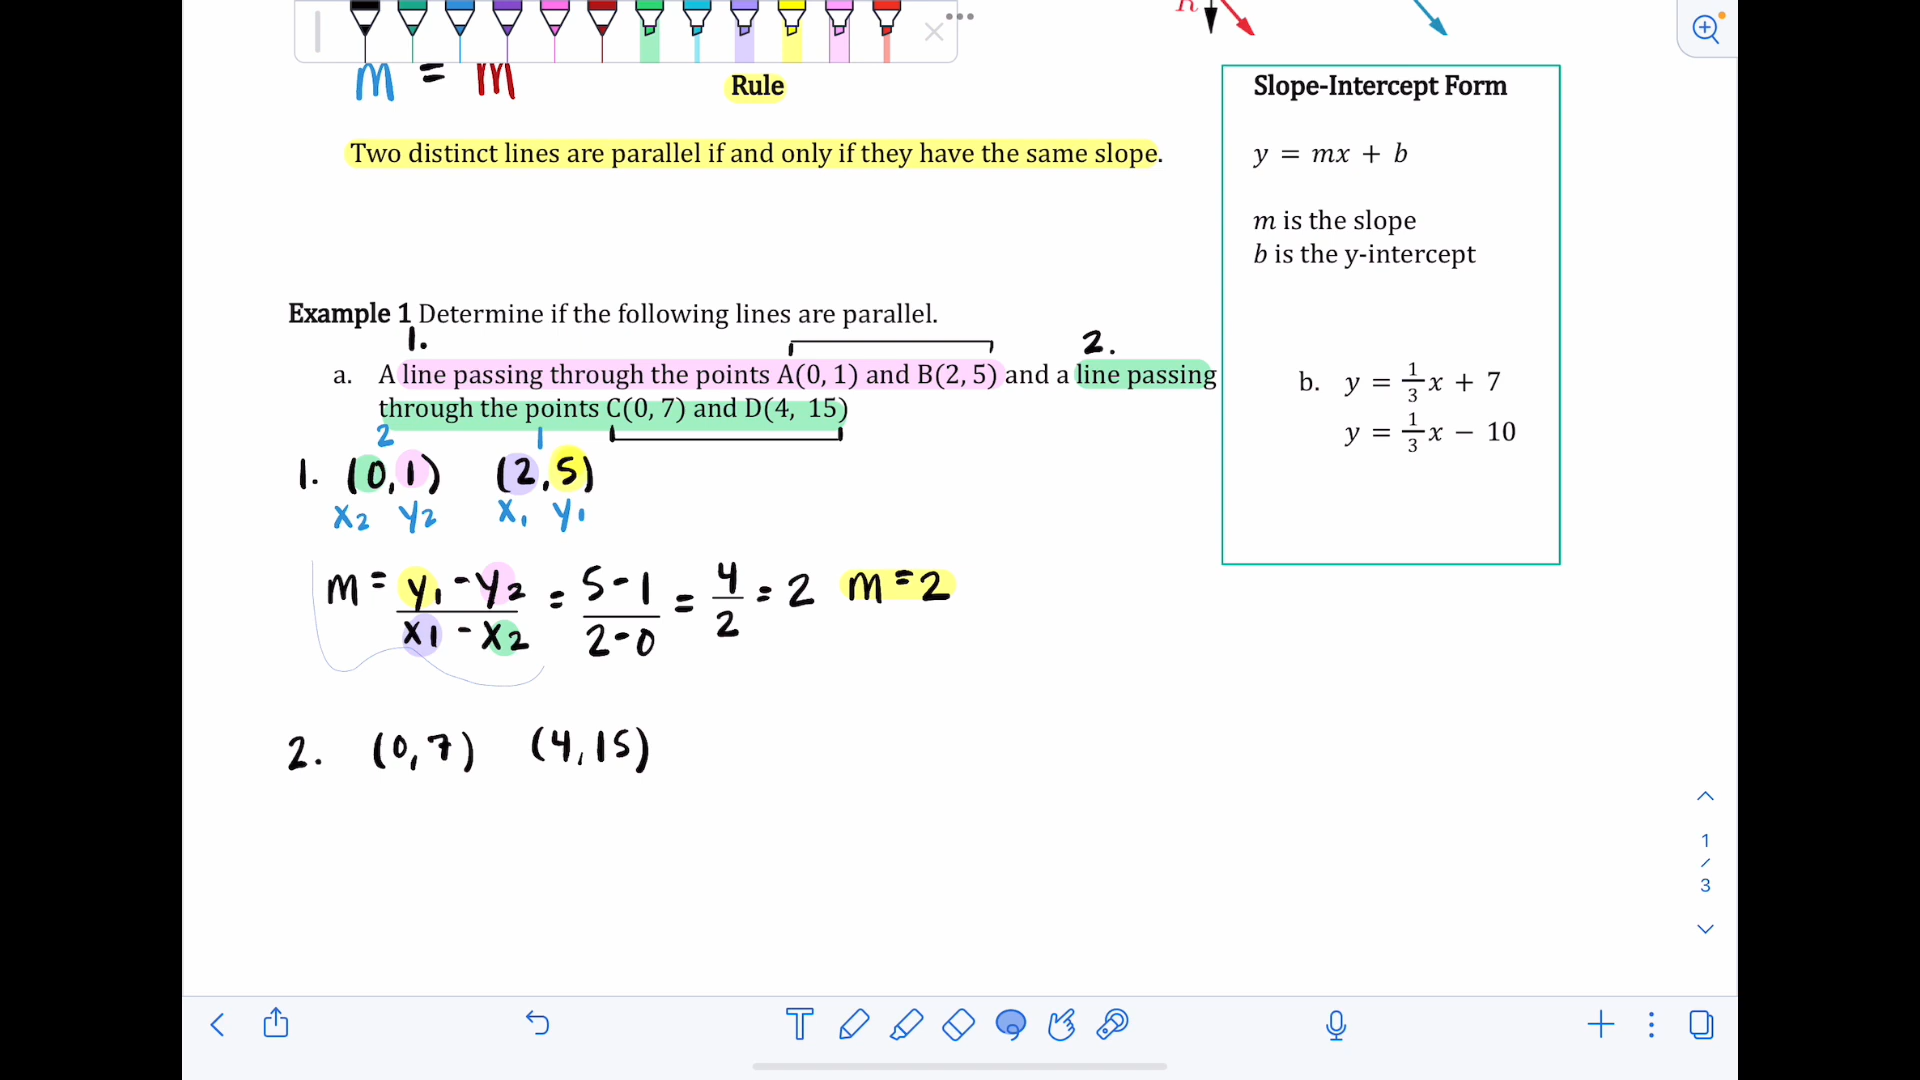 m = m
Rule
Two distinct lines are parallel if and only if they have the same slope.
Slope-Intercept Form
y = mx + b
m is the slope
b is the y-intercept
Example 1 Determine if the following lines are parallel.
1.
2.
a. A line passing through the points A(0, 1) and B(2, 5) and a line passing
through the points C(0, 7) and D(4, 15)
b. y = 1/3 x + 7
y = 1/3 x − 10
2 1
1. (0,1) (2,5)
x2 y2 x1 y1
m = y1 - y2 / x1 - x2 = 5-1 / 2-0 = 4/2 = 2 m = 2
2. (0,7) (4,15)
1
/
3